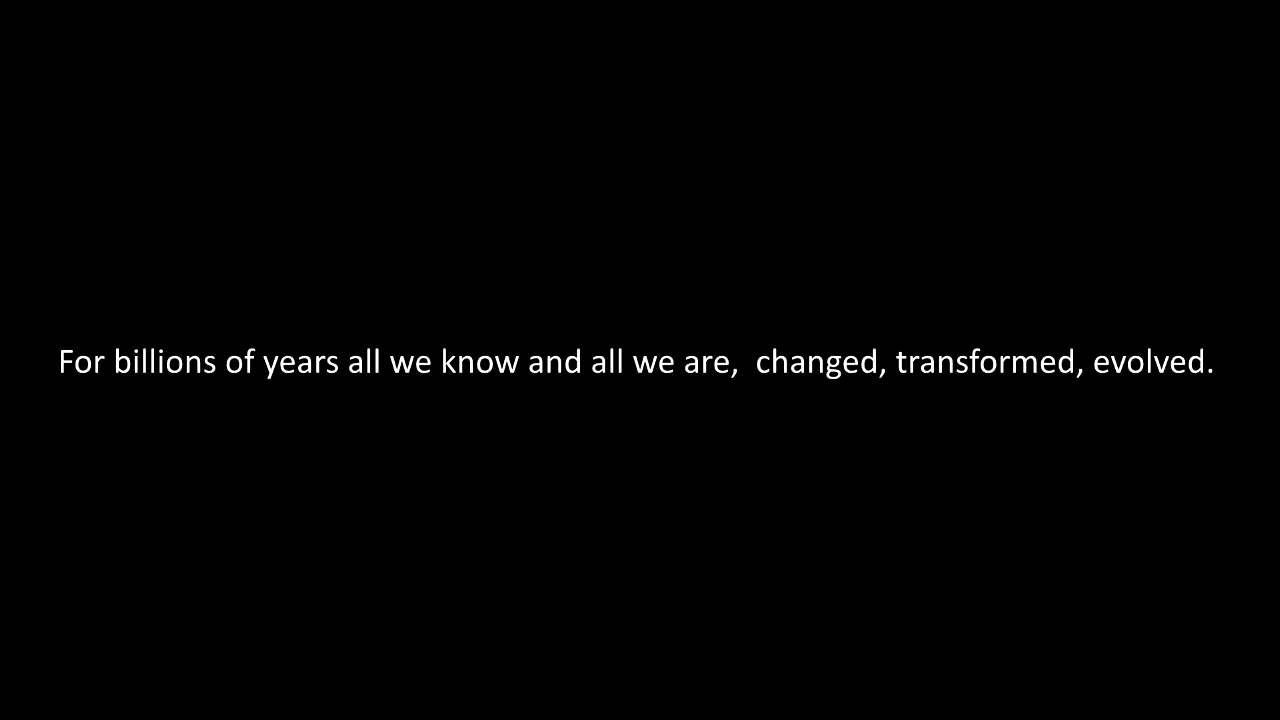 For billions of years all we know and all we are,  changed, transformed, evolved.